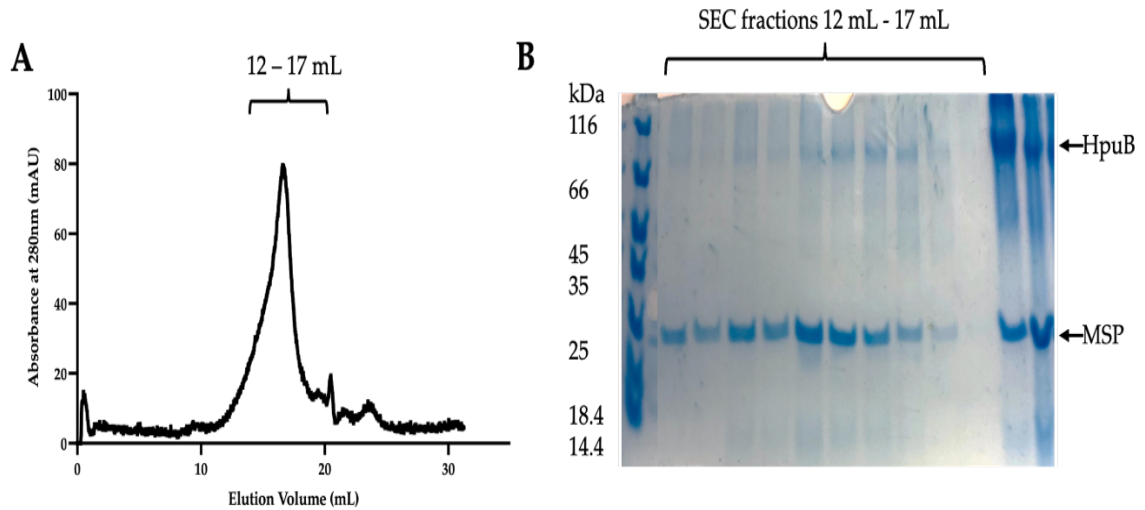 A
12 – 17 mL
100
80
60
40
20
0
0
10
20
30
Absorbance at 280nm (mAU)
Elution Volume (mL)
B
SEC fractions 12 mL - 17 mL
kDa
116
66
45
35
25
18.4
14.4
HpuB
MSP